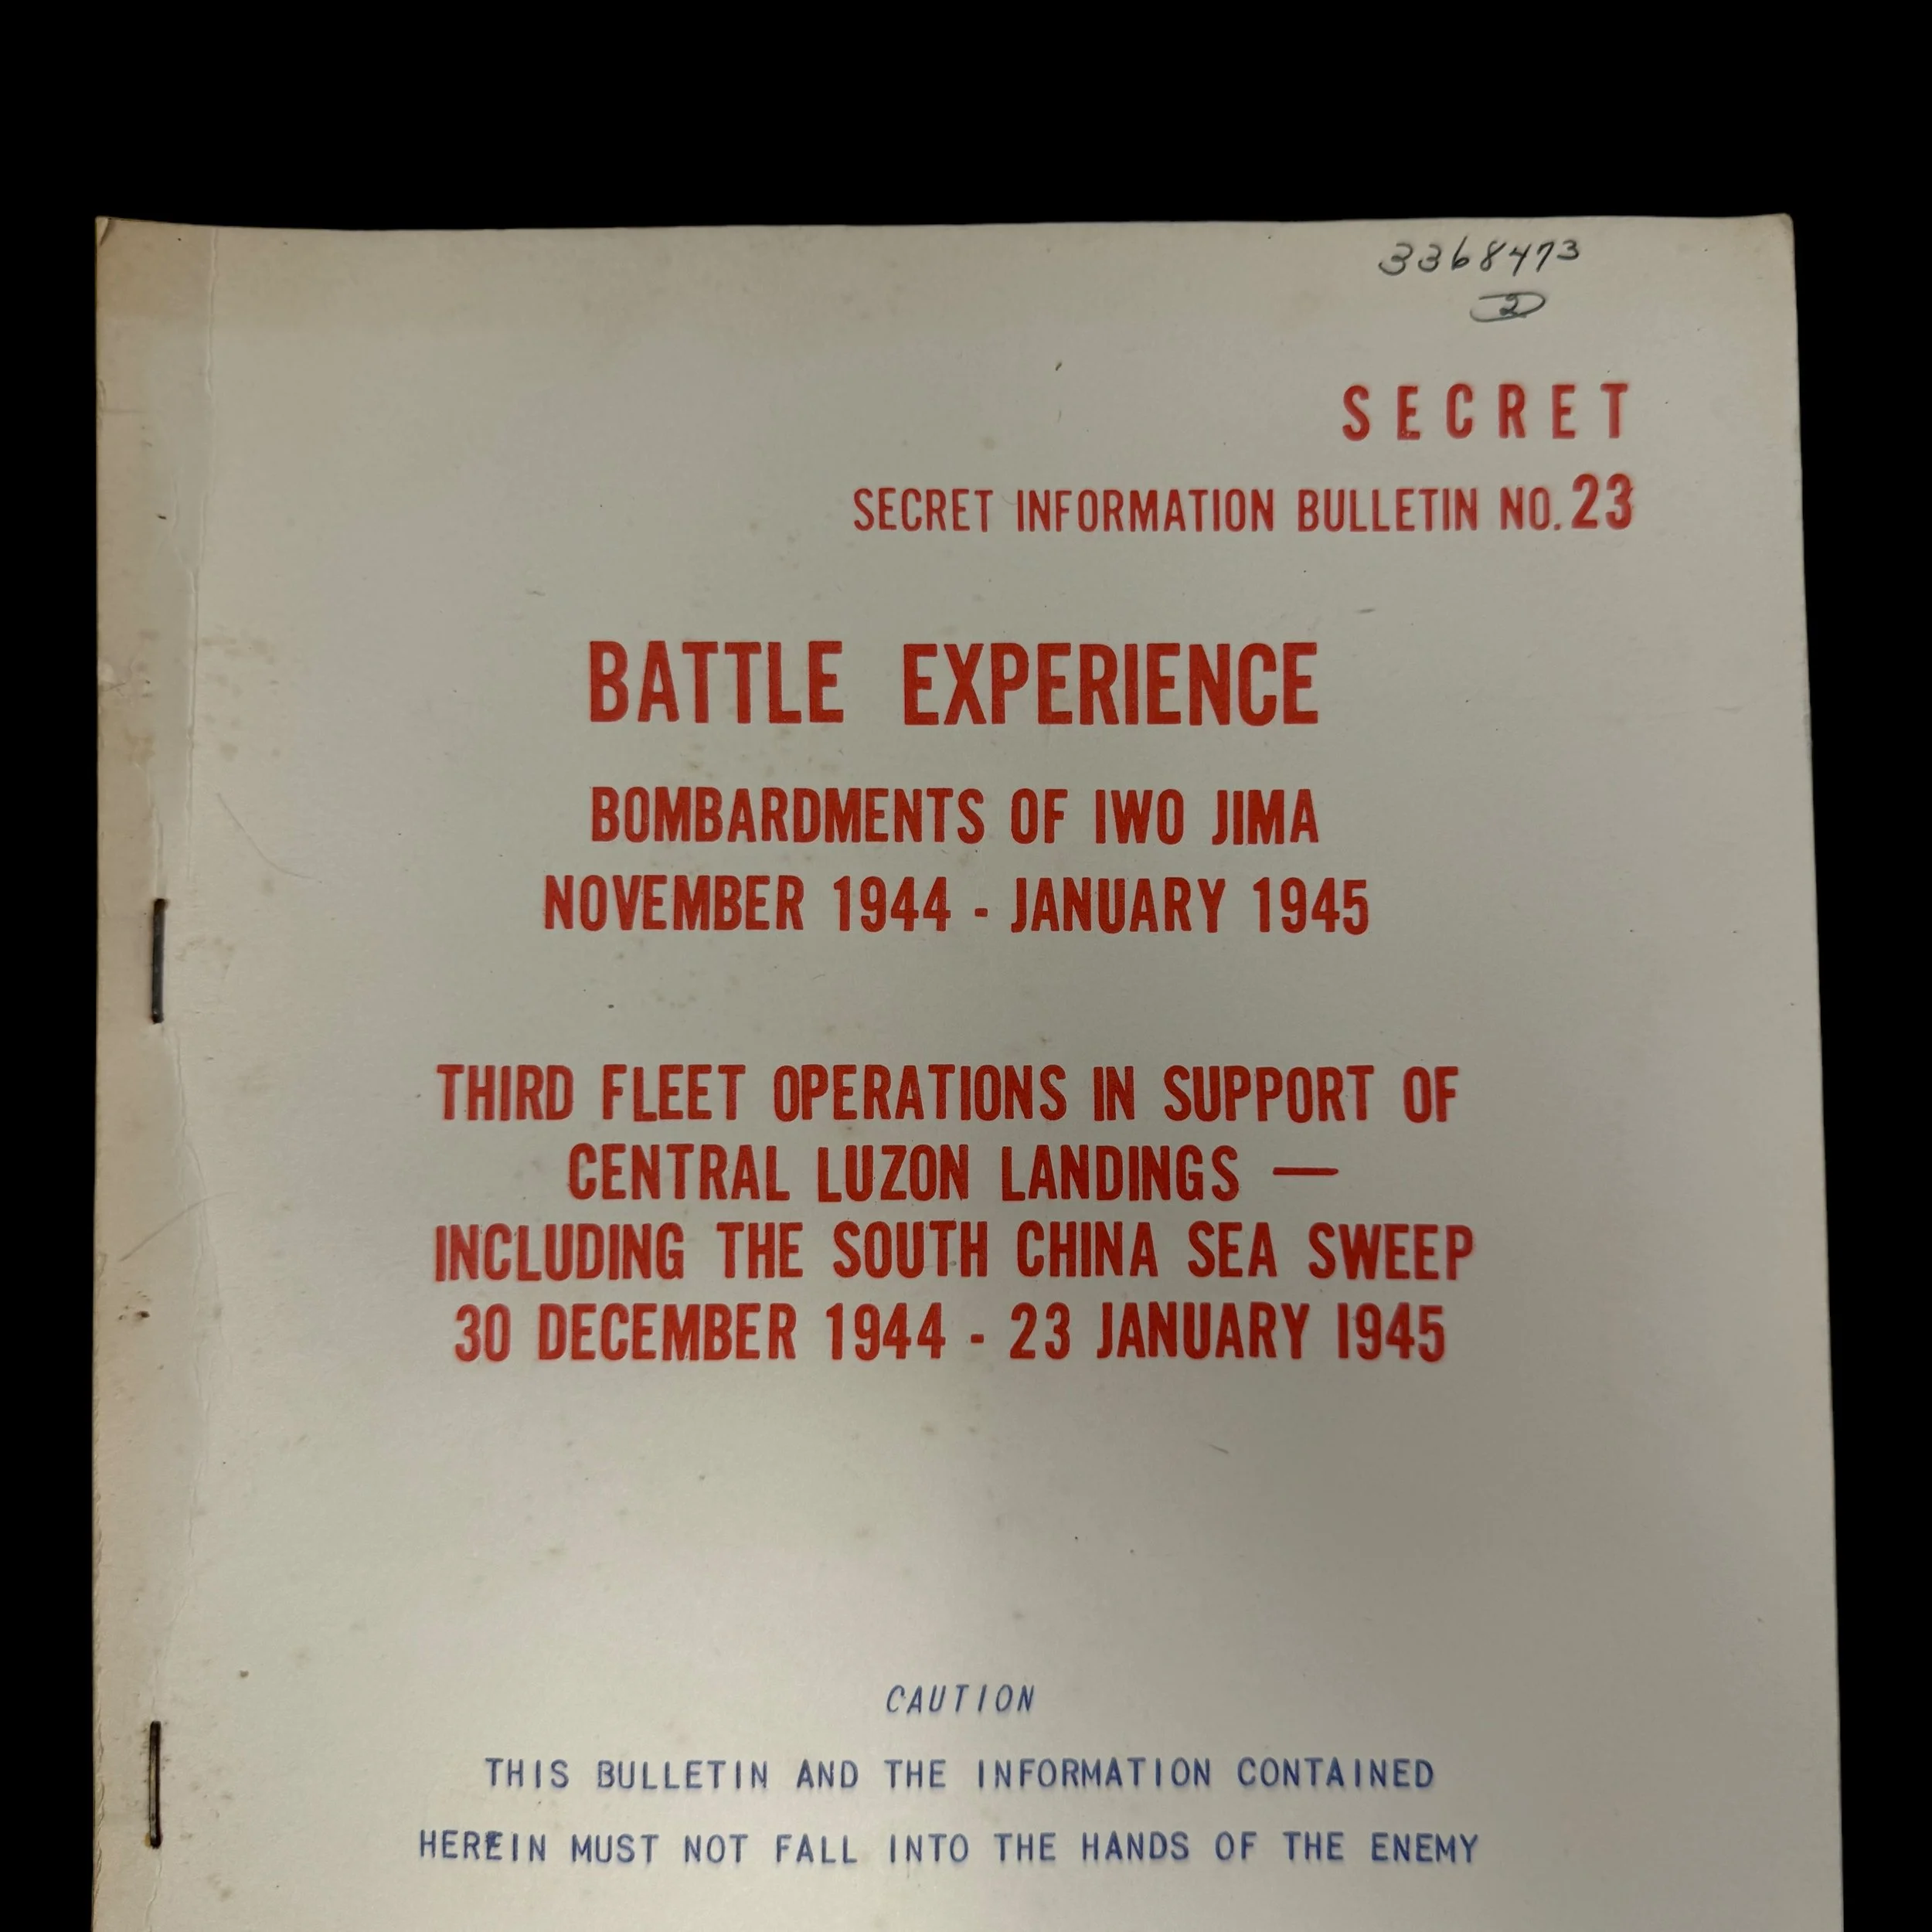 3368473
2
SECRET
SECRET INFORMATION BULLETIN NO. 23
BATTLE EXPERIENCE
BOMBARDMENTS OF IWO JIMA
NOVEMBER 1944 - JANUARY 1945
THIRD FLEET OPERATIONS IN SUPPORT OF
CENTRAL LUZON LANDINGS —
INCLUDING THE SOUTH CHINA SEA SWEEP
30 DECEMBER 1944 - 23 JANUARY 1945
CAUTION
THIS BULLETIN AND THE INFORMATION CONTAINED
HEREIN MUST NOT FALL INTO THE HANDS OF THE ENEMY